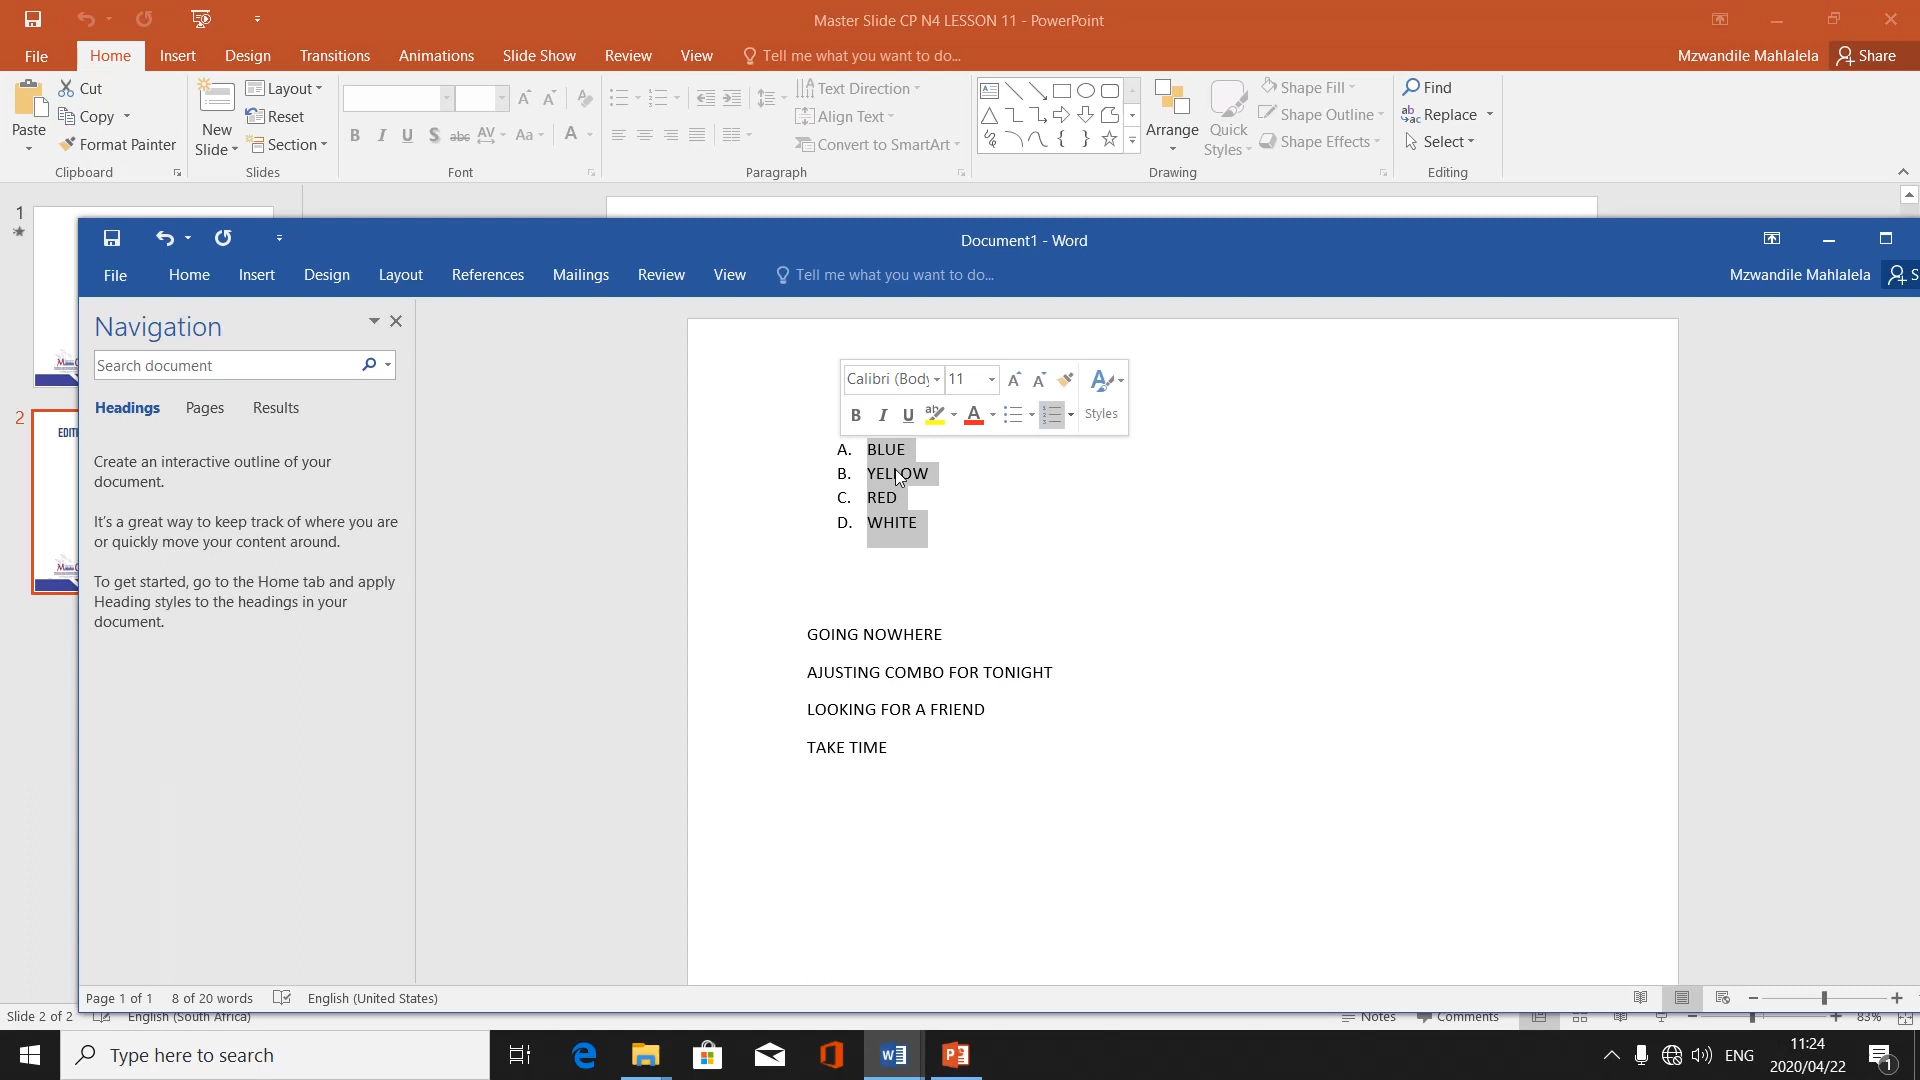 Master Slide CP N4 LESSON 11 - PowerPoint
File Home Insert Design Transitions Animations Slide Show Review View Tell me what you want to do... Mzwandile Mahlalela Share
Paste Cut Copy Format Painter Clipboard
New Slide Layout Reset Section Slides
B I U S abc AV Aa A Font
Text Direction Align Text Convert to SmartArt Paragraph
Arrange Quick Styles Shape Fill Shape Outline Shape Effects Drawing
Find Replace Select Editing
1
2
Document1 - Word
File Home Insert Design Layout References Mailings Review View Tell me what you want to do... Mzwandile Mahlalela S
Navigation
Search document
Headings Pages Results
Create an interactive outline of your
document.
It's a great way to keep track of where you are
or quickly move your content around.
To get started, go to the Home tab and apply
Heading styles to the headings in your
document.
Calibri (Body 11
B I U ab A Styles
A. BLUE
B. YELLOW
C. RED
D. WHITE
GOING NOWHERE
AJUSTING COMBO FOR TONIGHT
LOOKING FOR A FRIEND
TAKE TIME
Page 1 of 1 8 of 20 words English (United States)
Slide 2 of 2 English (South Africa) Notes Comments 83%
Type here to search
ENG 11:24
2020/04/22
1